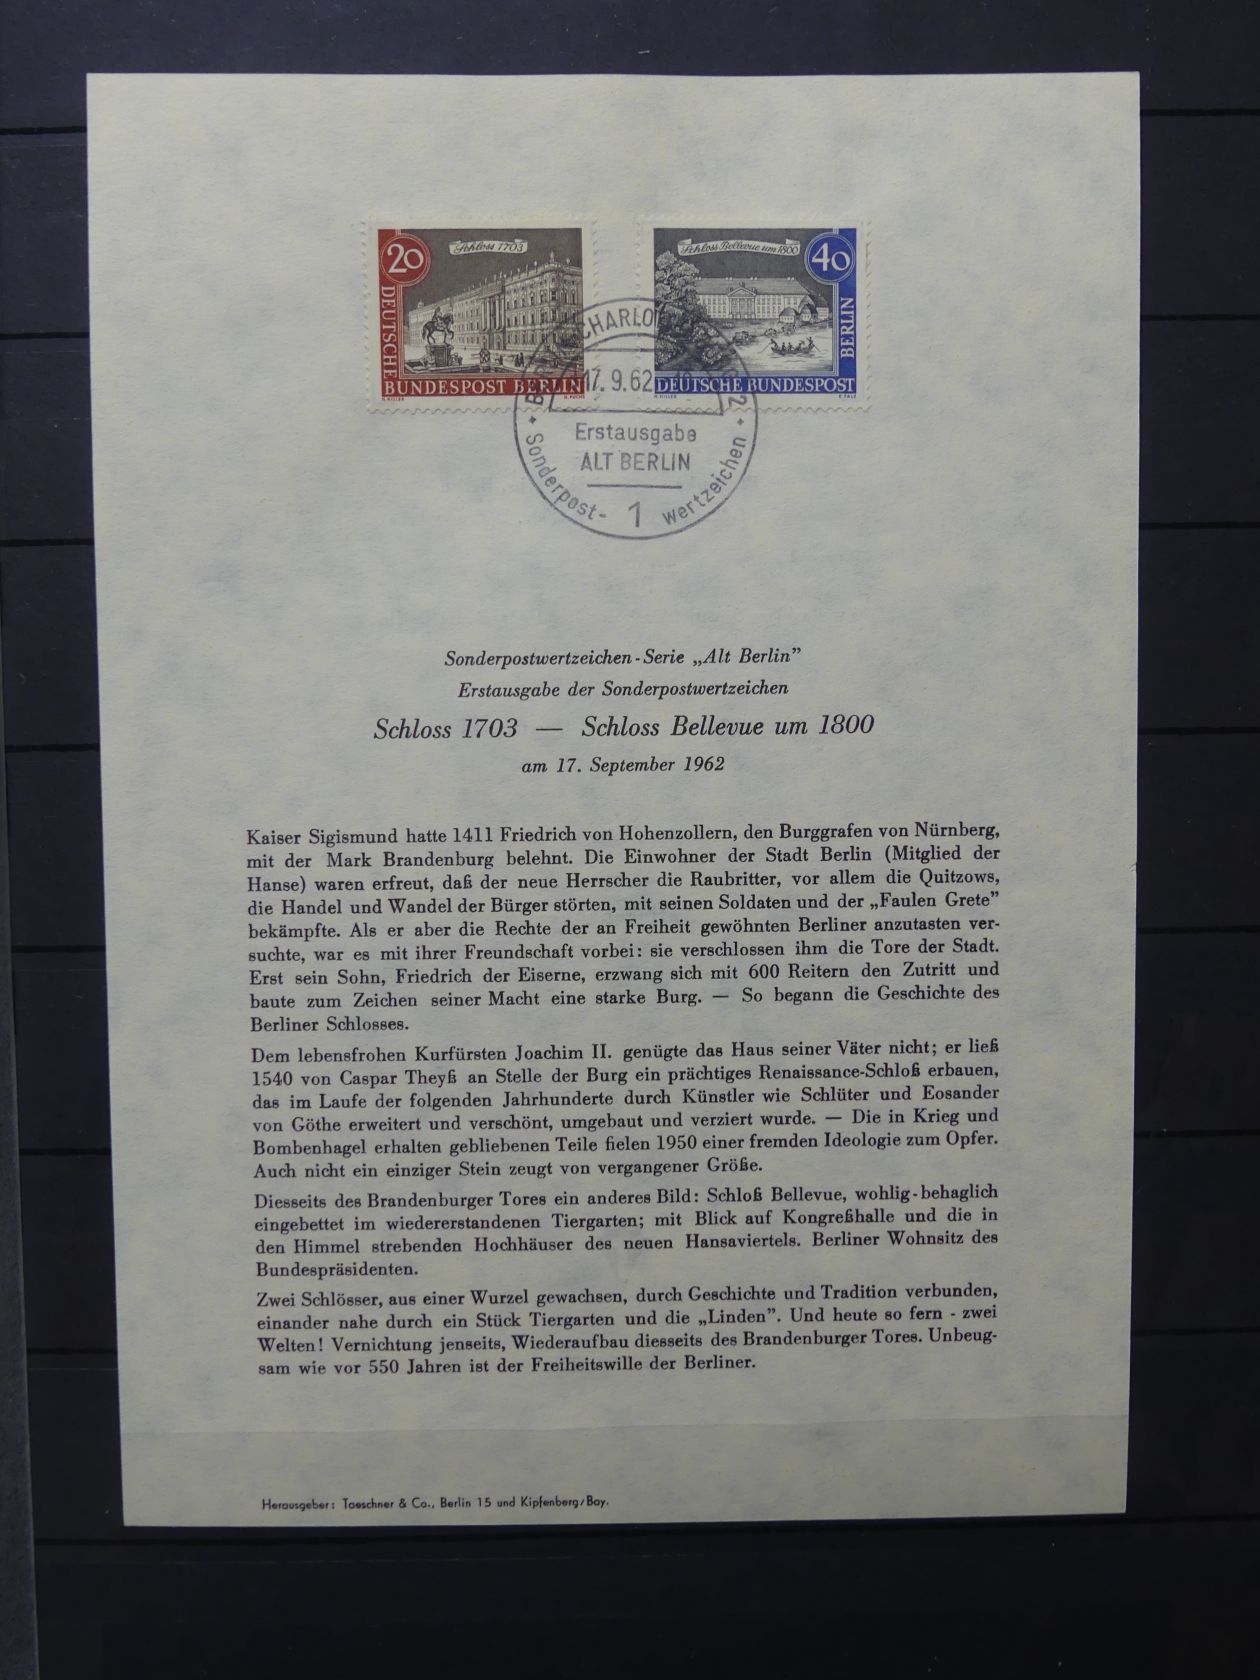 20
Schloss 1703
DEUTSCHE
BUNDESPOST BERLIN
Schloss Bellevue um 1800
40
BERLIN
DEUTSCHE BUNDESPOST
CHARLO
17.9.62
Erstausgabe
ALT BERLIN
Sonderpost-
1
wertzeichen
Sonderpostwertzeichen-Serie „Alt Berlin”
Erstausgabe der Sonderpostwertzeichen
Schloss 1703 — Schloss Bellevue um 1800
am 17. September 1962
Kaiser Sigismund hatte 1411 Friedrich von Hohenzollern, den Burggrafen von Nürnberg,
mit der Mark Brandenburg belehnt. Die Einwohner der Stadt Berlin (Mitglied der
Hanse) waren erfreut, daß der neue Herrscher die Raubritter, vor allem die Quitzows,
die Handel und Wandel der Bürger störten, mit seinen Soldaten und der „Faulen Grete”
bekämpfte. Als er aber die Rechte der an Freiheit gewöhnten Berliner anzutasten ver-
suchte, war es mit ihrer Freundschaft vorbei: sie verschlossen ihm die Tore der Stadt.
Erst sein Sohn, Friedrich der Eiserne, erzwang sich mit 600 Reitern den Zutritt und
baute zum Zeichen seiner Macht eine starke Burg. — So begann die Geschichte des
Berliner Schlosses.
Dem lebensfrohen Kurfürsten Joachim II. genügte das Haus seiner Väter nicht; er ließ
1540 von Caspar Theyß an Stelle der Burg ein prächtiges Renaissance-Schloß erbauen,
das im Laufe der folgenden Jahrhunderte durch Künstler wie Schlüter und Eosander
von Göthe erweitert und verschönt, umgebaut und verziert wurde. — Die in Krieg und
Bombenhagel erhalten gebliebenen Teile fielen 1950 einer fremden Ideologie zum Opfer.
Auch nicht ein einziger Stein zeugt von vergangener Größe.
Diesseits des Brandenburger Tores ein anderes Bild: Schloß Bellevue, wohlig-behaglich
eingebettet im wiedererstandenen Tiergarten; mit Blick auf Kongreßhalle und die in
den Himmel strebenden Hochhäuser des neuen Hansaviertels. Berliner Wohnsitz des
Bundespräsidenten.
Zwei Schlösser, aus einer Wurzel gewachsen, durch Geschichte und Tradition verbunden,
einander nahe durch ein Stück Tiergarten und die „Linden”. Und heute so fern - zwei
Welten! Vernichtung jenseits, Wiederaufbau diesseits des Brandenburger Tores. Unbeug-
sam wie vor 550 Jahren ist der Freiheitswille der Berliner.
Herausgeber: Taeschner & Co., Berlin 15 und Kipfenberg/Bay.